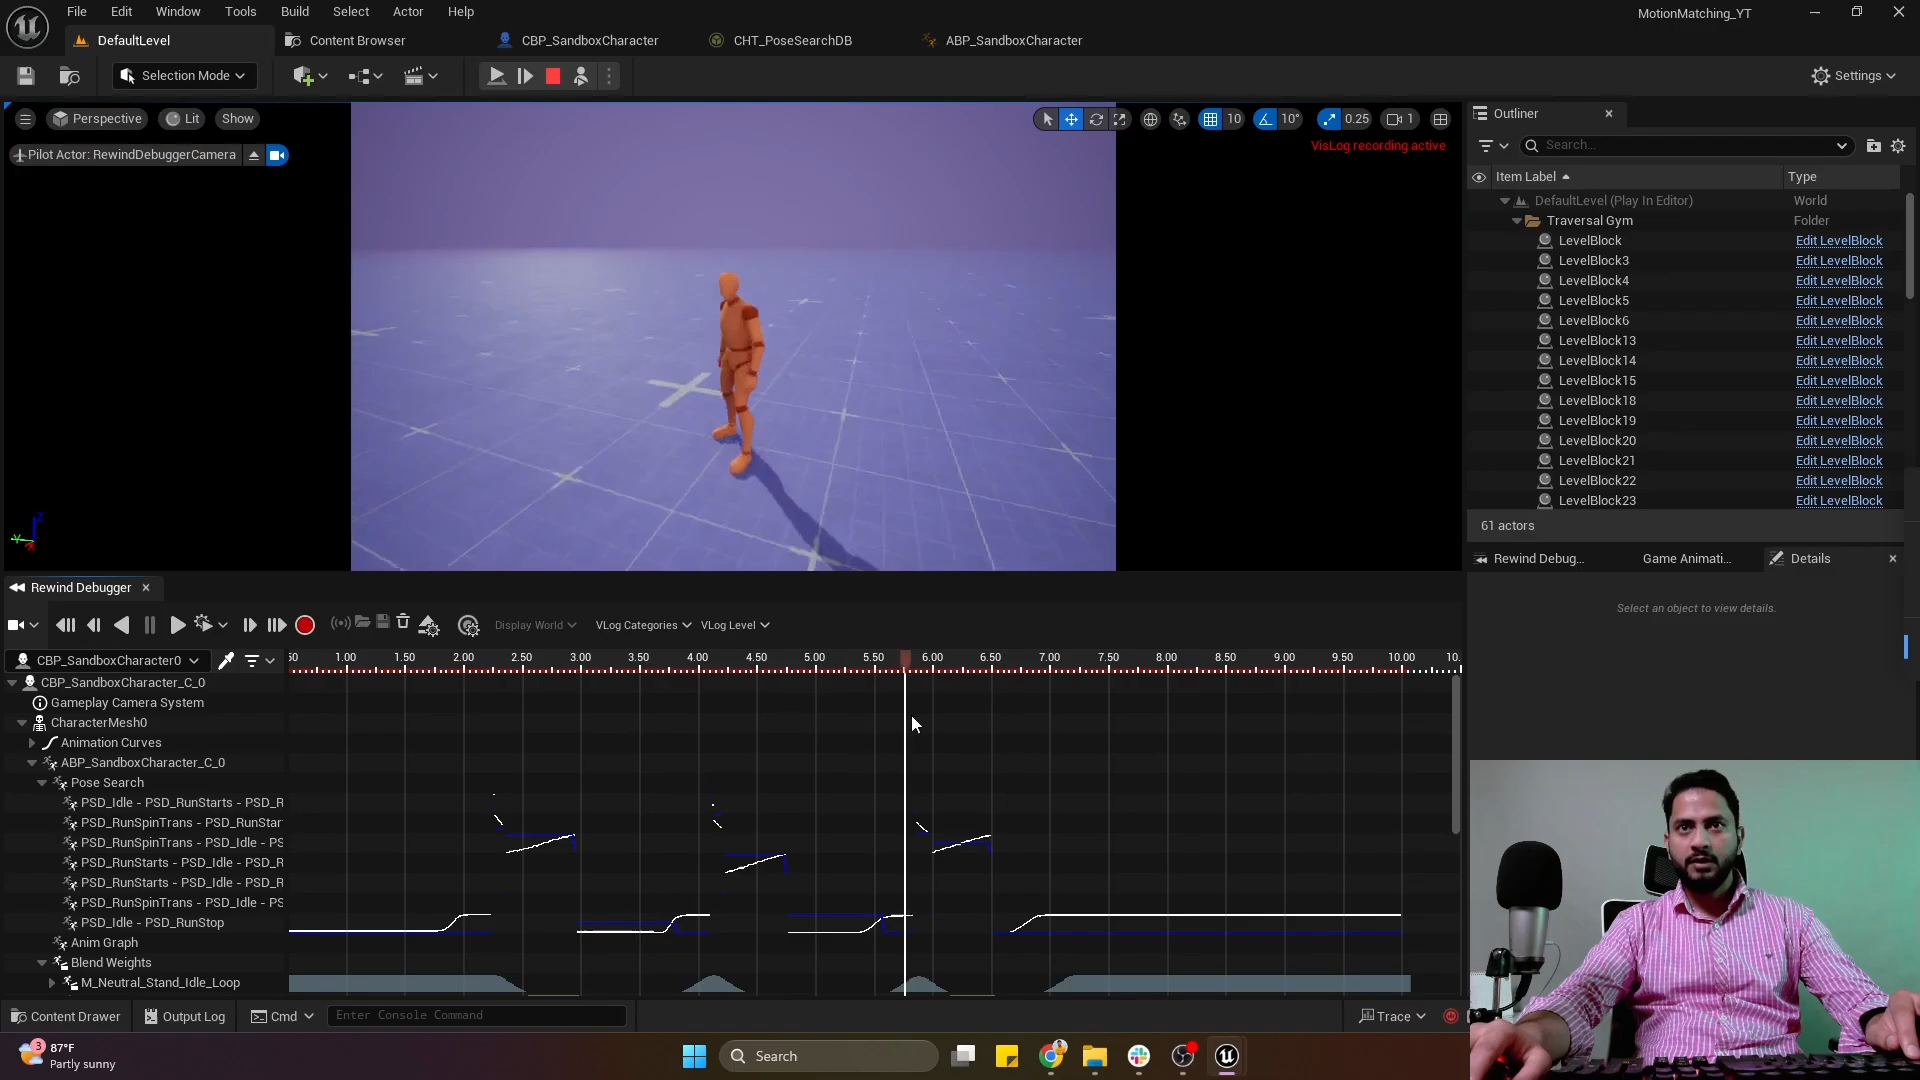 File Edit Window Tools Build Select Actor Help
MotionMatching_YT
DefaultLevel
Content Browser
CBP_SandboxCharacter
CHT_PoseSearchDB
ABP_SandboxCharacter
Selection Mode
Settings
Perspective
Lit
Show
10
10°
0.25
1
Pilot Actor: RewindDebuggerCamera
VisLog recording active
Outliner
Search...
Item Label
Type
DefaultLevel (Play In Editor) World
Traversal Gym Folder
LevelBlock Edit LevelBlock
LevelBlock3 Edit LevelBlock
LevelBlock4 Edit LevelBlock
LevelBlock5 Edit LevelBlock
LevelBlock6 Edit LevelBlock
LevelBlock13 Edit LevelBlock
LevelBlock14 Edit LevelBlock
LevelBlock15 Edit LevelBlock
LevelBlock18 Edit LevelBlock
LevelBlock19 Edit LevelBlock
LevelBlock20 Edit LevelBlock
LevelBlock21 Edit LevelBlock
LevelBlock22 Edit LevelBlock
LevelBlock23 Edit LevelBlock
61 actors
Rewind Debug...
Game Animati...
Details
Select an object to view details.
Rewind Debugger
Display World
VLog Categories
VLog Level
CBP_SandboxCharacter0
50 1.00 1.50 2.00 2.50 3.00 3.50 4.00 4.50 5.00 5.50 6.00 6.50 7.00 7.50 8.00 8.50 9.00 9.50 10.00 10.
CBP_SandboxCharacter_C_0
Gameplay Camera System
CharacterMesh0
Animation Curves
ABP_SandboxCharacter_C_0
Pose Search
PSD_Idle - PSD_RunStarts - PSD_R
PSD_RunSpinTrans - PSD_RunStar
PSD_RunSpinTrans - PSD_Idle - PS
PSD_RunStarts - PSD_Idle - PSD_R
PSD_RunStarts - PSD_Idle - PSD_R
PSD_RunSpinTrans - PSD_Idle - PS
PSD_Idle - PSD_RunStop
Anim Graph
Blend Weights
M_Neutral_Stand_Idle_Loop
Content Drawer
Output Log
Cmd
Enter Console Command
Trace
3
87°F
Partly sunny
Search